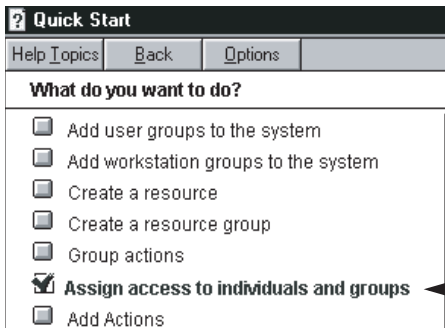 Quick Start
Help Topics Back Options
What do you want to do?
Add user groups to the system
Add workstation groups to the system
Create a resource
Create a resource group
Group actions
Assign access to individuals and groups
Add Actions